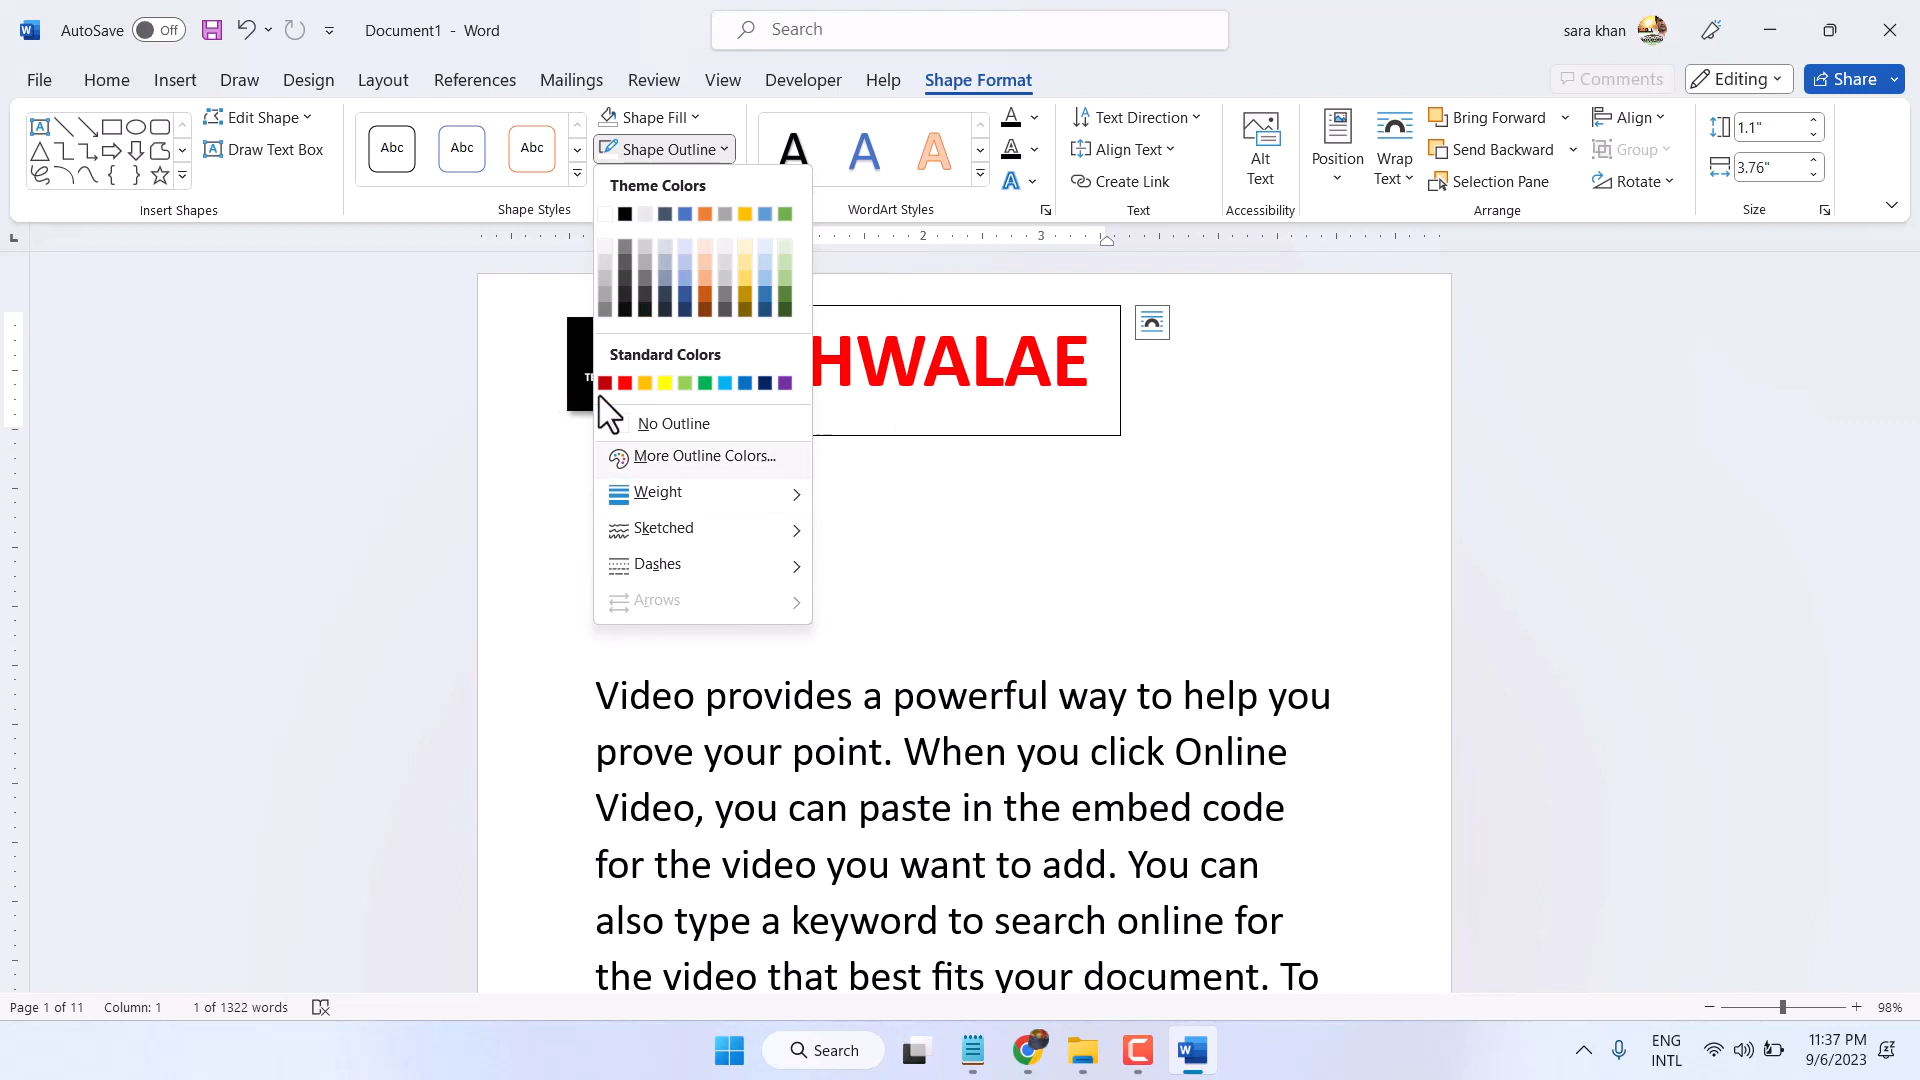 AutoSave Off Document1 - Word Search sara khan
File Home Insert Draw Design Layout References Mailings Review View Developer Help Shape Format Comments Editing Share
Edit Shape
Draw Text Box
Insert Shapes
Abc Abc Abc
Shape Fill
Shape Outline
Shape Styles
A A A
WordArt Styles
Text Direction
Align Text
Create Link
Text
Alt
Text
Accessibility
Position
Wrap
Text
Bring Forward
Send Backward
Selection Pane
Align
Group
Rotate
Arrange
1.1"
3.76"
Size
Theme Colors
Standard Colors
No Outline
More Outline Colors...
Weight
Sketched
Dashes
Arrows
2 3
HWALAE
Video provides a powerful way to help you
prove your point. When you click Online
Video, you can paste in the embed code
for the video you want to add. You can
also type a keyword to search online for
the video that best fits your document. To
Page 1 of 11 Column: 1 1 of 1322 words 98%
Search
ENG
INTL
11:37 PM
9/6/2023